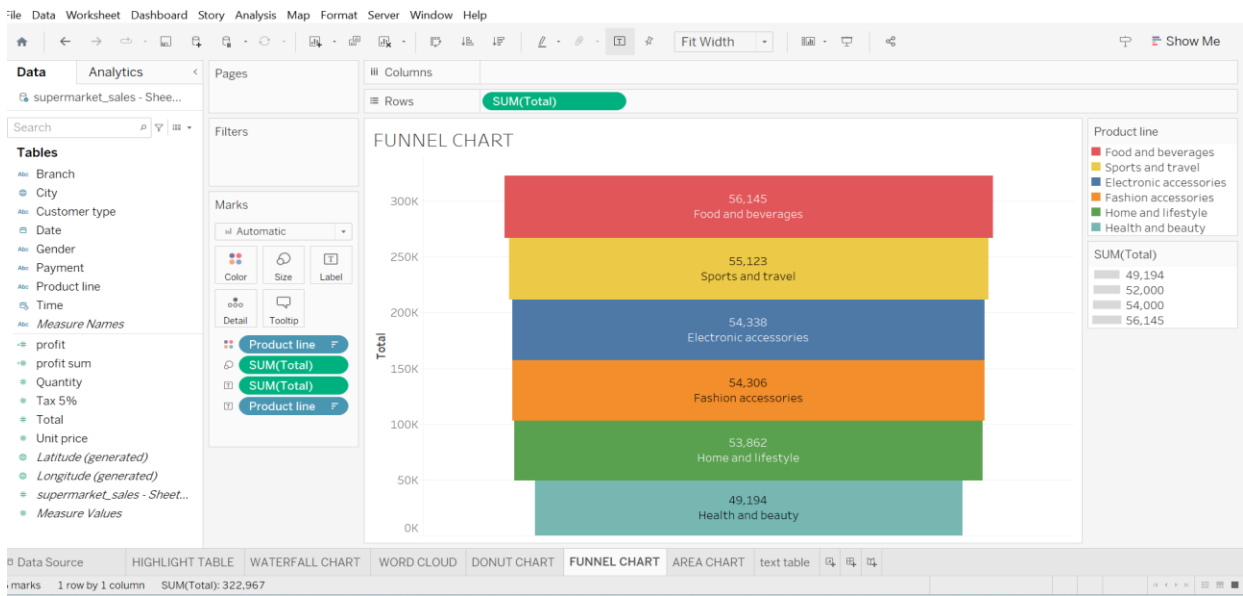 File Data Worksheet Dashboard Story Analysis Map Format Server Window Help
Fit Width
Show Me
Data Analytics
supermarket_sales - Shee...
Search
Tables
Abc Branch
City
Abc Customer type
Date
Abc Gender
Abc Payment
Abc Product line
Time
Abc Measure Names
profit
profit sum
Quantity
Tax 5%
Total
Unit price
Latitude (generated)
Longitude (generated)
supermarket_sales - Sheet...
Measure Values
Pages
Filters
Marks
Automatic
Color Size Label
Detail Tooltip
Product line
SUM(Total)
SUM(Total)
Product line
Columns
Rows SUM(Total)
FUNNEL CHART
Total
300K
250K
200K
150K
100K
50K
0K
56,145
Food and beverages
55,123
Sports and travel
54,338
Electronic accessories
54,306
Fashion accessories
53,862
Home and lifestyle
49,194
Health and beauty
Product line
Food and beverages
Sports and travel
Electronic accessories
Fashion accessories
Home and lifestyle
Health and beauty
SUM(Total)
49,194
52,000
54,000
56,145
Data Source HIGHLIGHT TABLE WATERFALL CHART WORD CLOUD DONUT CHART FUNNEL CHART AREA CHART text table
marks 1 row by 1 column SUM(Total): 322,967